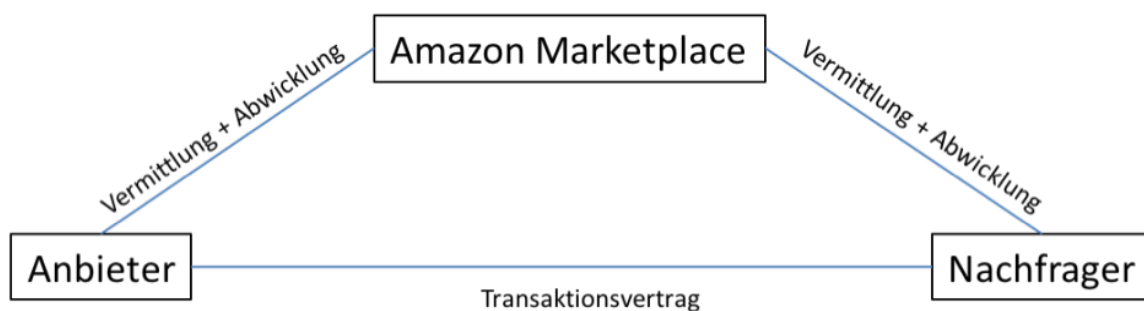 Amazon Marketplace
Vermittlung + Abwicklung
Vermittlung + Abwicklung
Anbieter
Nachfrager
Transaktionsvertrag